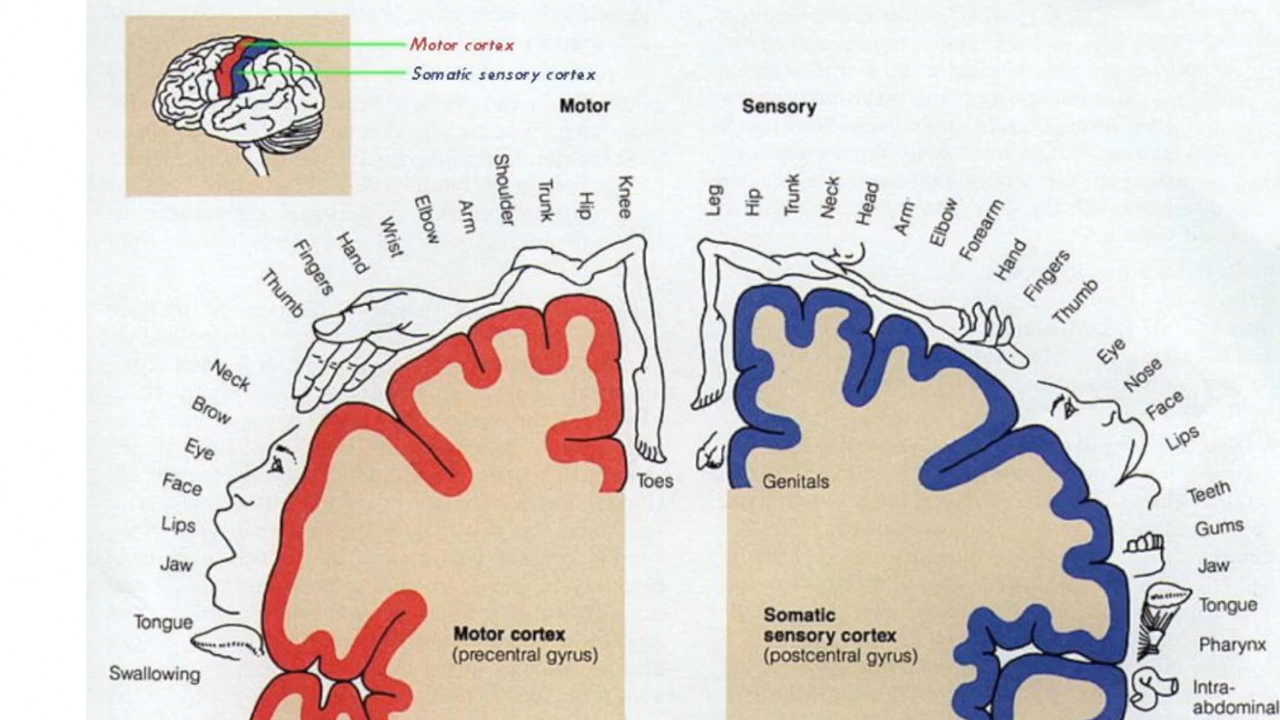 Motor cortex
Somatic sensory cortex
Motor
Sensory
Thumb
Fingers
Hand
Wrist
Elbow
Arm
Shoulder
Trunk
Hip
Knee
Leg
Hip
Trunk
Neck
Head
Arm
Elbow
Forearm
Hand
Fingers
Thumb
Neck
Brow
Eye
Face
Lips
Jaw
Tongue
Swallowing
Toes
Genitals
Eye
Nose
Face
Lips
Teeth
Gums
Jaw
Tongue
Pharynx
Intra-
abdominal
Motor cortex
(precentral gyrus)
Somatic
sensory cortex
(postcentral gyrus)